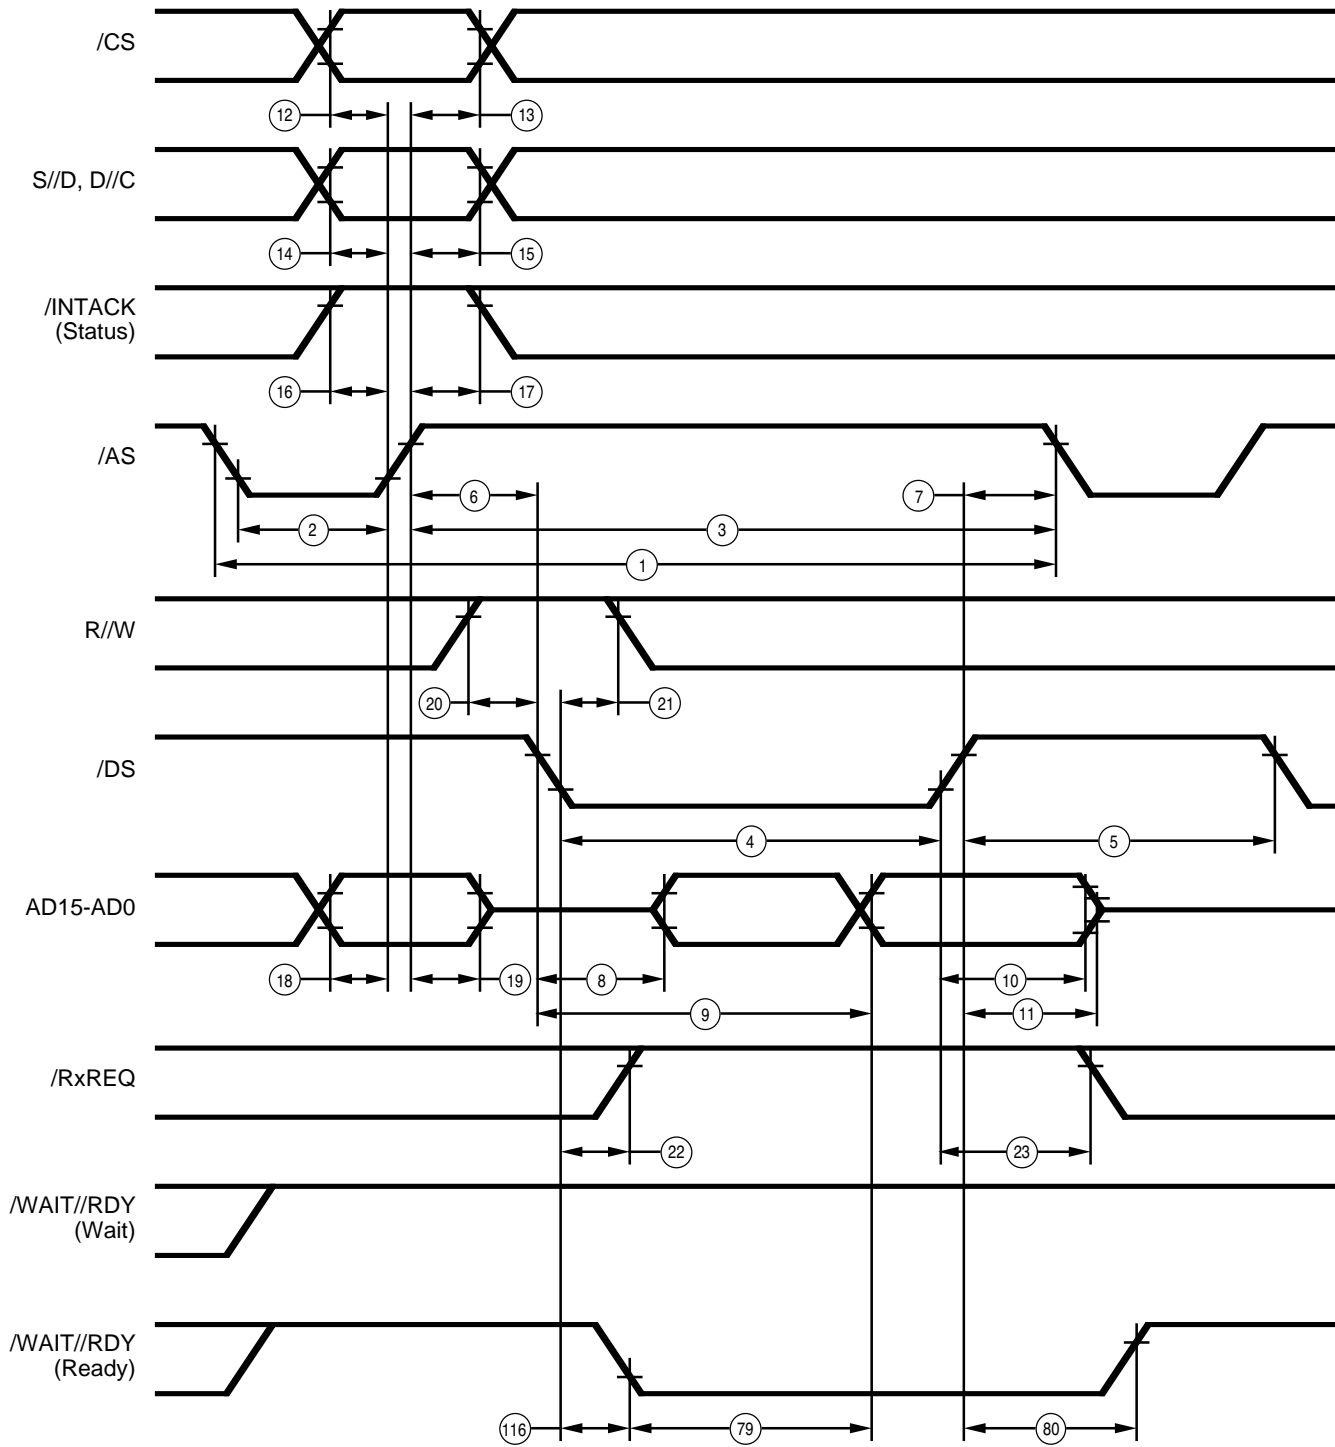 /CS
12
13
S//D, D//C
14
15
/INTACK
(Status)
16
17
/AS
6
7
2
3
1
R//W
20
21
/DS
4
5
AD15-AD0
18
19
8
10
9
11
/RxREQ
22
23
/WAIT//RDY
(Wait)
/WAIT//RDY
(Ready)
116
79
80